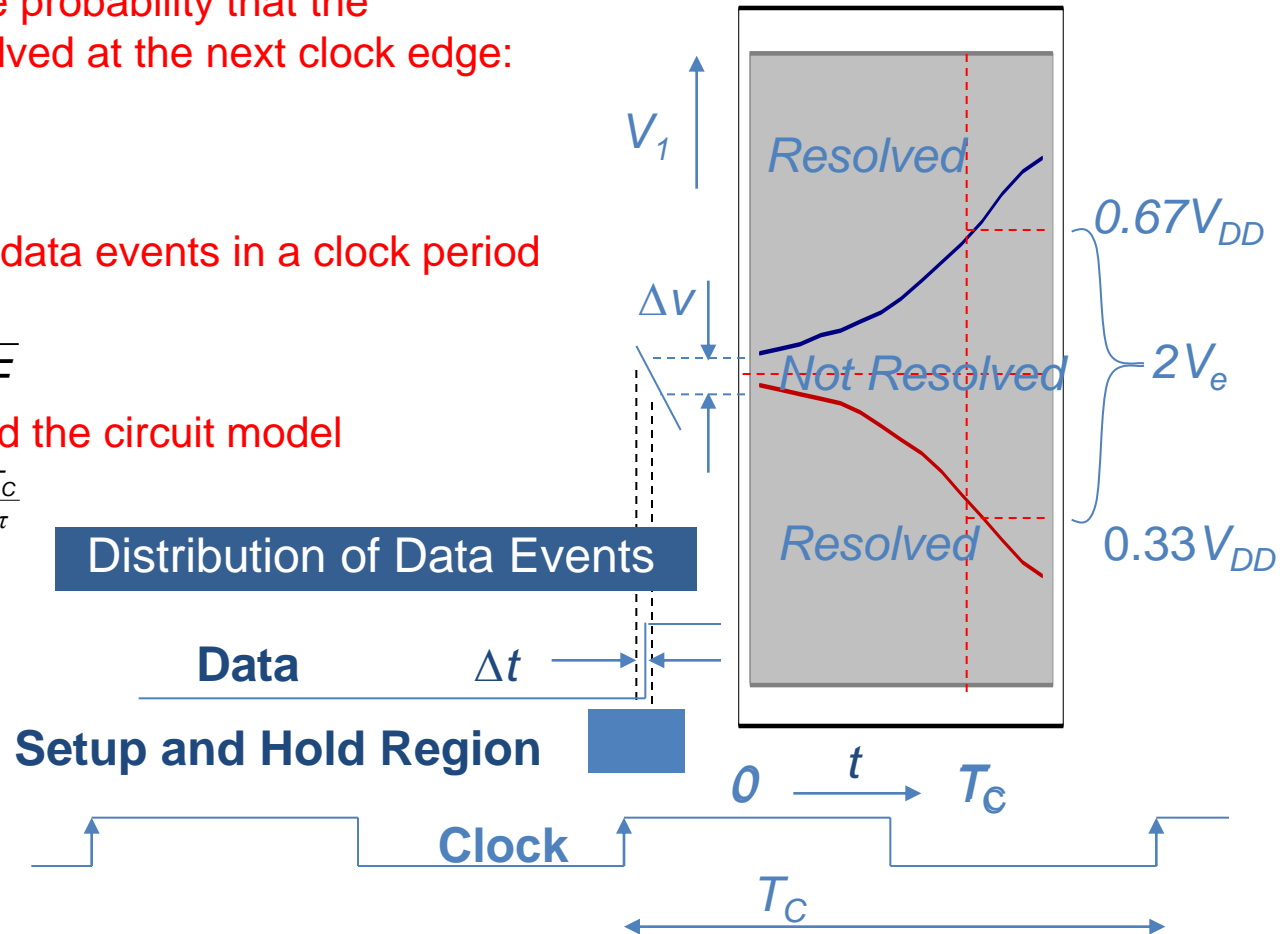 e probability that the
lved at the next clock edge:
data events in a clock period
d the circuit model
C
τ
V1
Resolved
0.67VDD
Δv
Not Resolved
2Ve
Resolved
0.33VDD
Distribution of Data Events
Data Δt
Setup and Hold Region
0 t TC
Clock
TC